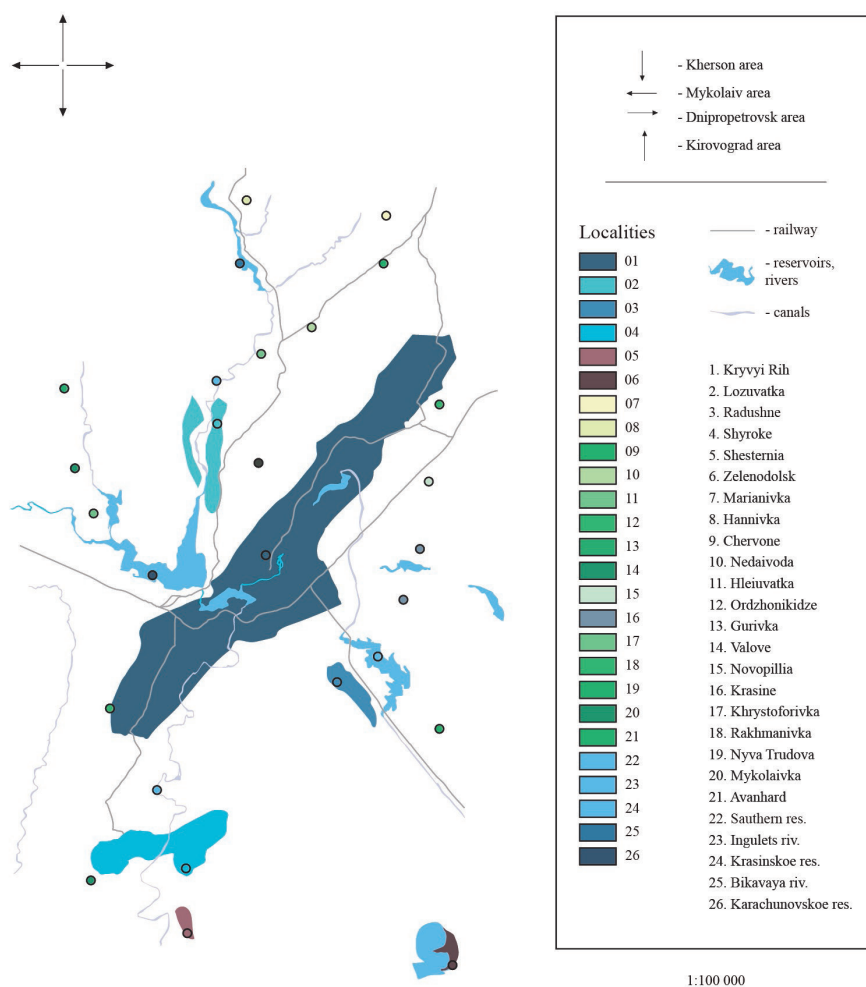 - Kherson area
- Mykolaiv area
- Dnipropetrovsk area
- Kirovograd area
Localities
01
02
03
04
05
06
07
08
09
10
11
12
13
14
15
16
17
18
19
20
21
22
23
24
25
26
- railway
- reservoirs,
rivers
- canals
1. Kryvyi Rih
2. Lozuvatka
3. Radushne
4. Shyroke
5. Shesternia
6. Zelenodolsk
7. Marianivka
8. Hannivka
9. Chervone
10. Nedaivoda
11. Hleiuvatka
12. Ordzhonikidze
13. Gurivka
14. Valove
15. Novopillia
16. Krasine
17. Khrystoforivka
18. Rakhmanivka
19. Nyva Trudova
20. Mykolaivka
21. Avanhard
22. Sauthern res.
23. Ingulets riv.
24. Krasinskoe res.
25. Bikavaya riv.
26. Karachunovskoe res.
1:100 000